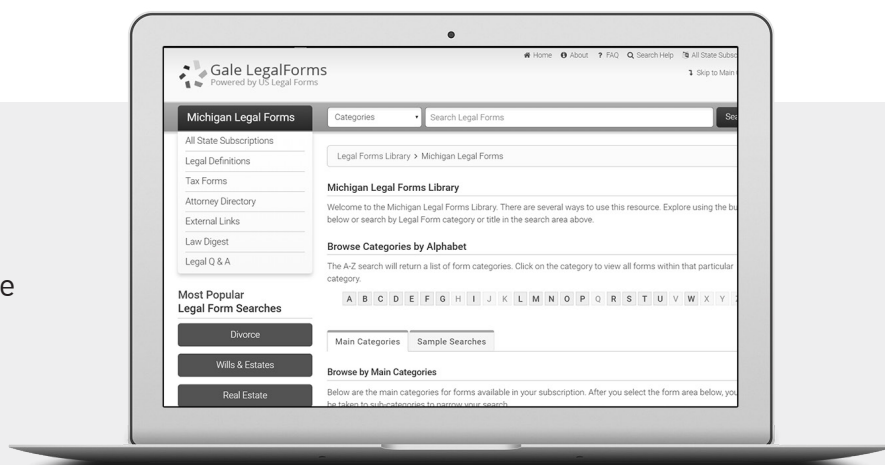 Home About ? FAQ Search Help All State
Gale LegalForms
Powered by US Legal Forms
Skip to Main
Michigan Legal Forms
Categories
Search Legal Forms
All State Subscriptions
Legal Definitions
Tax Forms
Attorney Directory
External Links
Law Digest
Legal Q & A
Most Popular
Legal Form Searches
Divorce
Wills & Estates
Real Estate
Legal Forms Library > Michigan Legal Forms
Michigan Legal Forms Library
Welcome to the Michigan Legal Forms Library. There are several ways to use this resource. Explore using the
below or search by Legal Form category or title in the search area above.
Browse Categories by Alphabet
The A-Z search will return a list of form categories. Click on the category to view all forms within that particular
category.
A B C D E F G H I J K L M N O P Q R S T U V W X Y
Main Categories Sample Searches
Browse by Main Categories
Below are the main categories for forms available in your subscription. After you select the form area below, you
be taken to sub-categories to narrow your search.
e